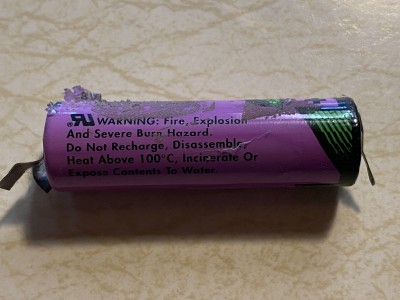 WARNING: Fire, Explosion
And Severe Burn Hazard.
Do Not Recharge, Disassemble,
Heat Above 100°C, Incinerate Or
Expose Contents To Water.